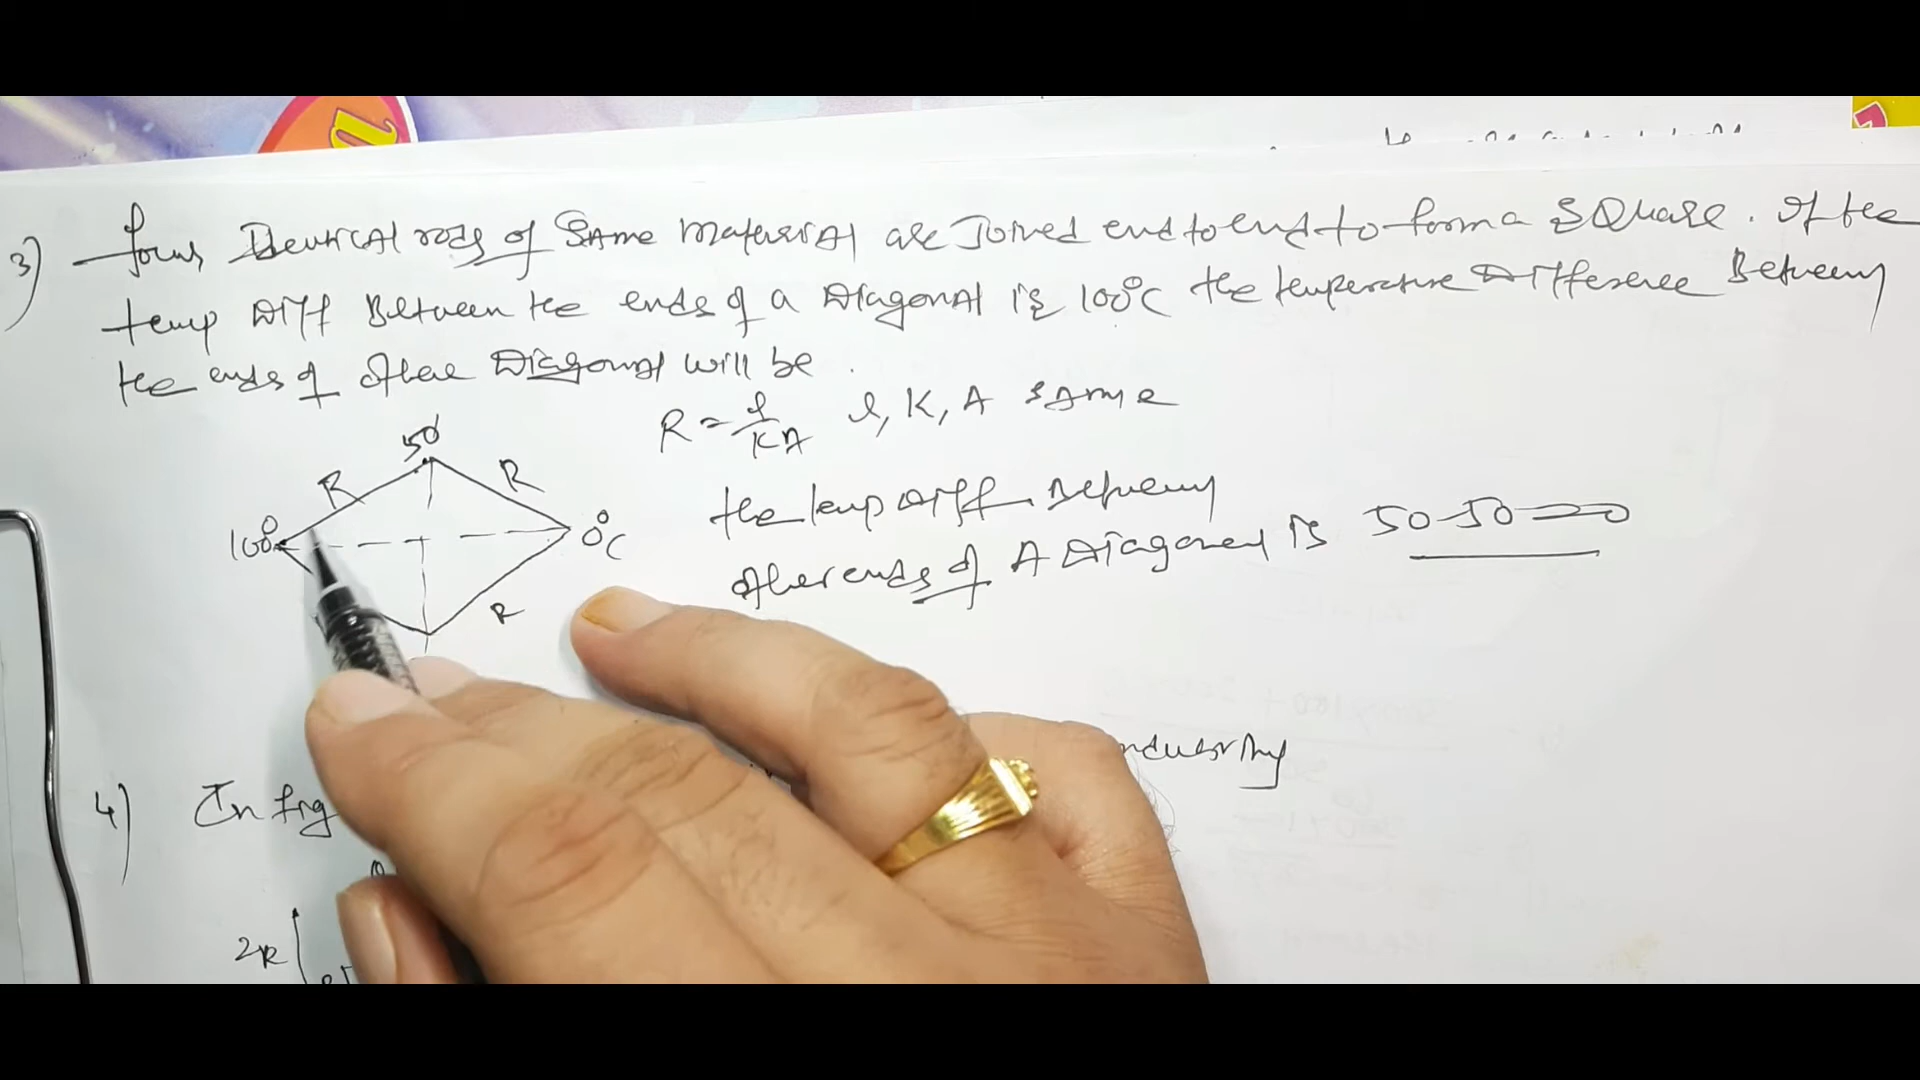 3) four Identical rods of same material are Joined end to end to form a square. If the
temp Diff Between the ends of a Diagonal is 100°C the temperature Difference Between
the ends of other Diagonal will be .
R = l/KA l, K, A same
50
R R
100° 0°C
R
the temp Diff. Between
other ends of A Diagonal is 50-50=0
4) In fig
2R